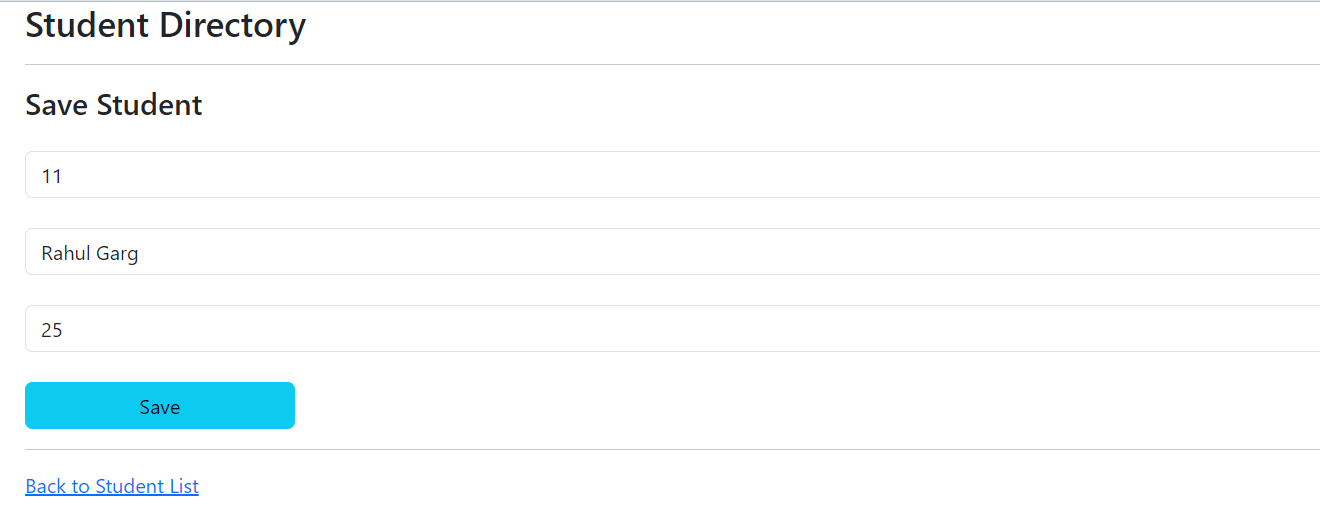 Student Directory
Save Student
11
Rahul Garg
25
Save
Back to Student List